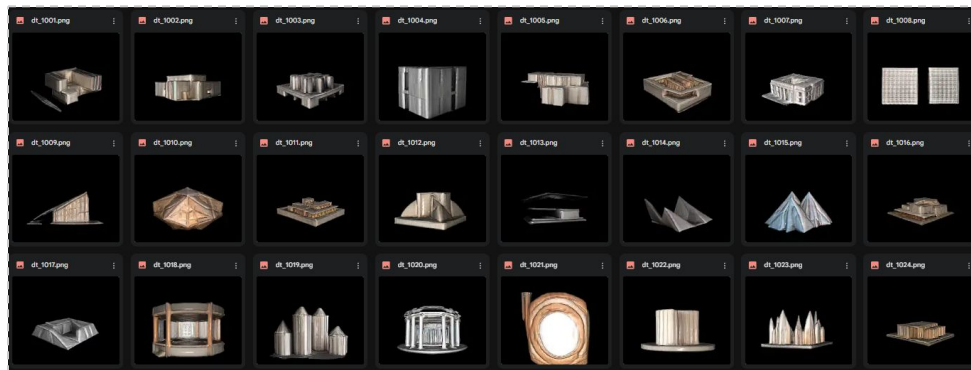 dt_1001.png
dt_1002.png
dt_1003.png
dt_1004.png
dt_1005.png
dt_1006.png
dt_1007.png
dt_1008.png
dt_1009.png
dt_1010.png
dt_1011.png
dt_1012.png
dt_1013.png
dt_1014.png
dt_1015.png
dt_1016.png
dt_1017.png
dt_1018.png
dt_1019.png
dt_1020.png
dt_1021.png
dt_1022.png
dt_1023.png
dt_1024.png